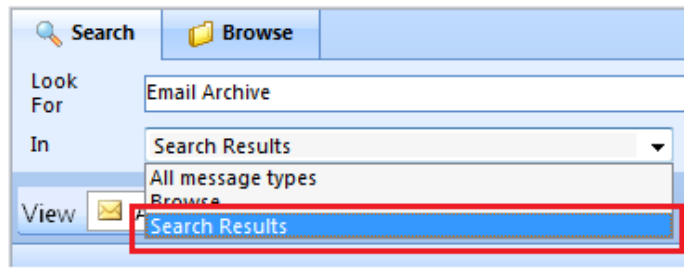 Search Browse
Look
For
Email Archive
In
Search Results
All message types
Browse
View
Search Results